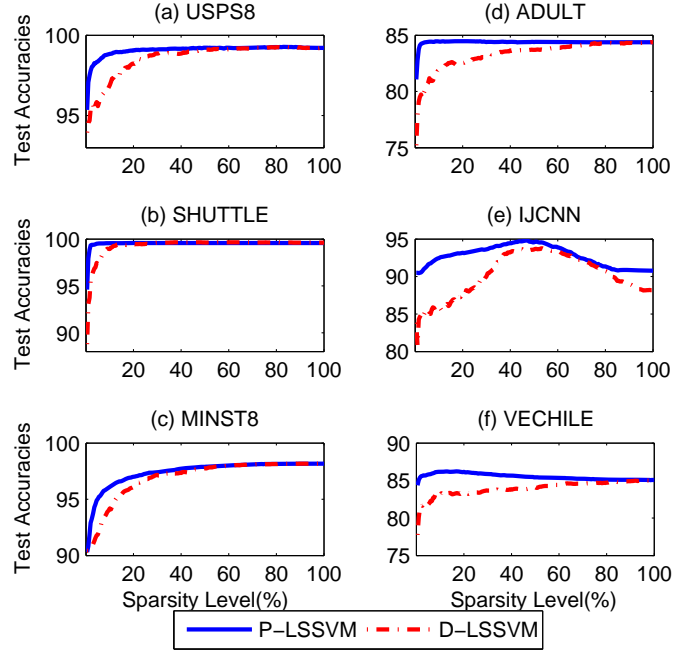 (a) USPS8
100
95
20 40 60 80 100
Test Accuracies
(d) ADULT
85
80
75
20 40 60 80 100
(b) SHUTTLE
100
95
90
20 40 60 80 100
Test Accuracies
(e) IJCNN
95
90
85
80
20 40 60 80 100
(c) MINST8
100
95
90
20 40 60 80 100
Test Accuracies
Sparsity Level(%)
(f) VECHILE
90
85
80
75
20 40 60 80 100
Sparsity Level(%)
P-LSSVM D-LSSVM